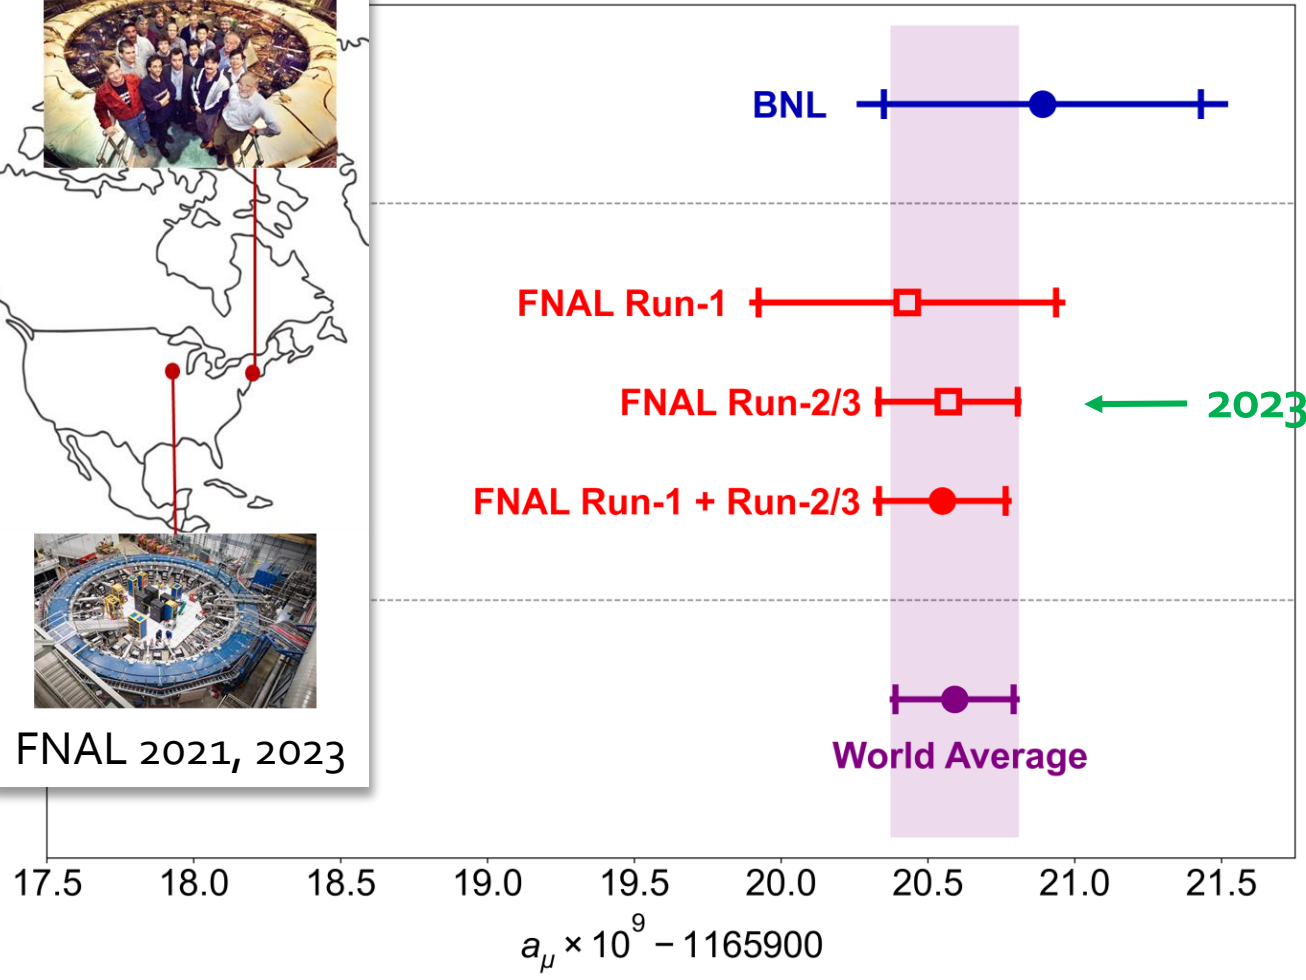 BNL
FNAL Run-1
FNAL Run-2/3
2023
FNAL Run-1 + Run-2/3
World Average
FNAL 2021, 2023
17.5 18.0 18.5 19.0 19.5 20.0 20.5 21.0 21.5
aμ × 10⁹ − 1165900